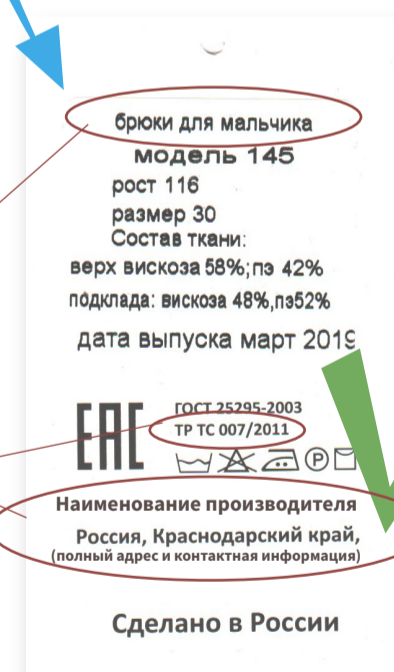 брюки для мальчика
модель 145
рост 116
размер 30
Состав ткани:
верх вискоза 58%; пэ 42%
подклада: вискоза 48%,пэ52%
дата выпуска март 2019
ЕАС
ГОСТ 25295-2003
ТР ТС 007/2011
P
Наименование производителя
Россия, Краснодарский край,
(полный адрес и контактная информация)
Сделано в России